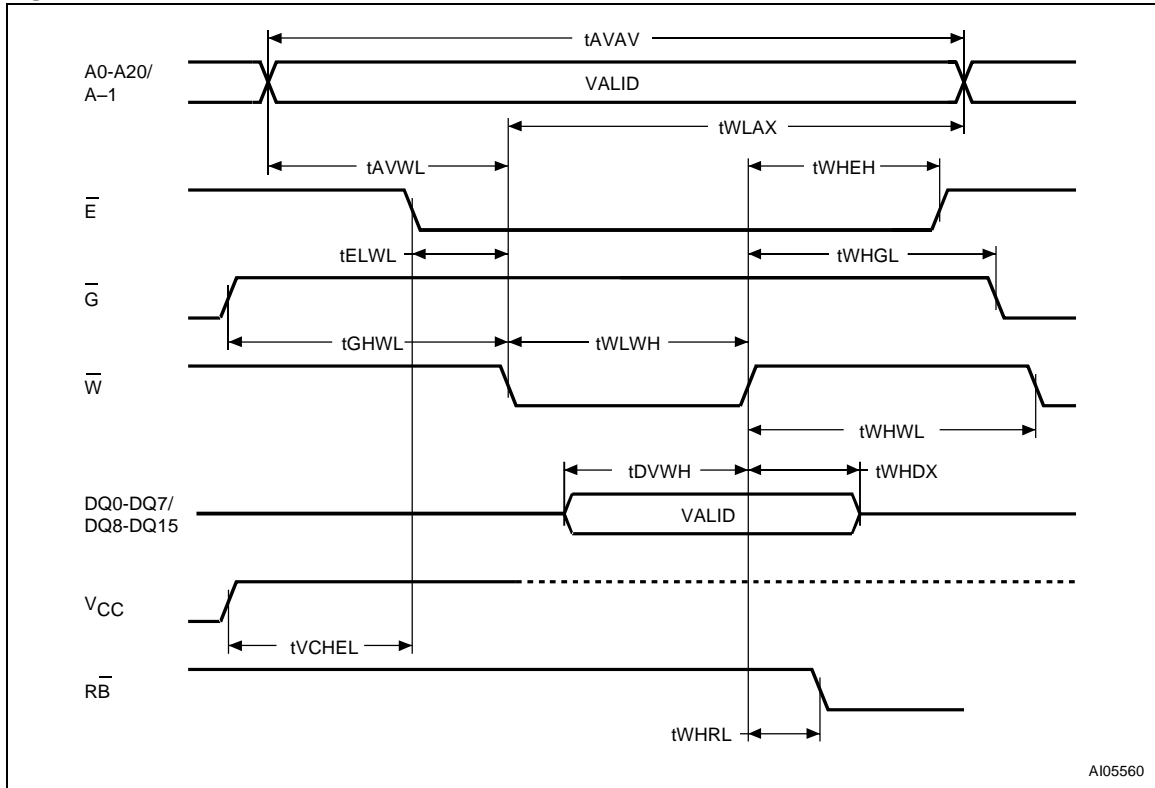 tAVAV
A0-A20/
A–1
VALID
tWLAX
tAVWL
tWHEH
E̅
tELWL
tWHGL
G̅
tGHWL
tWLWH
W̅
tWHWL
tDVWH
tWHDX
DQ0-DQ7/
DQ8-DQ15
VALID
VCC
tVCHEL
RB̅
tWHRL
AI05560